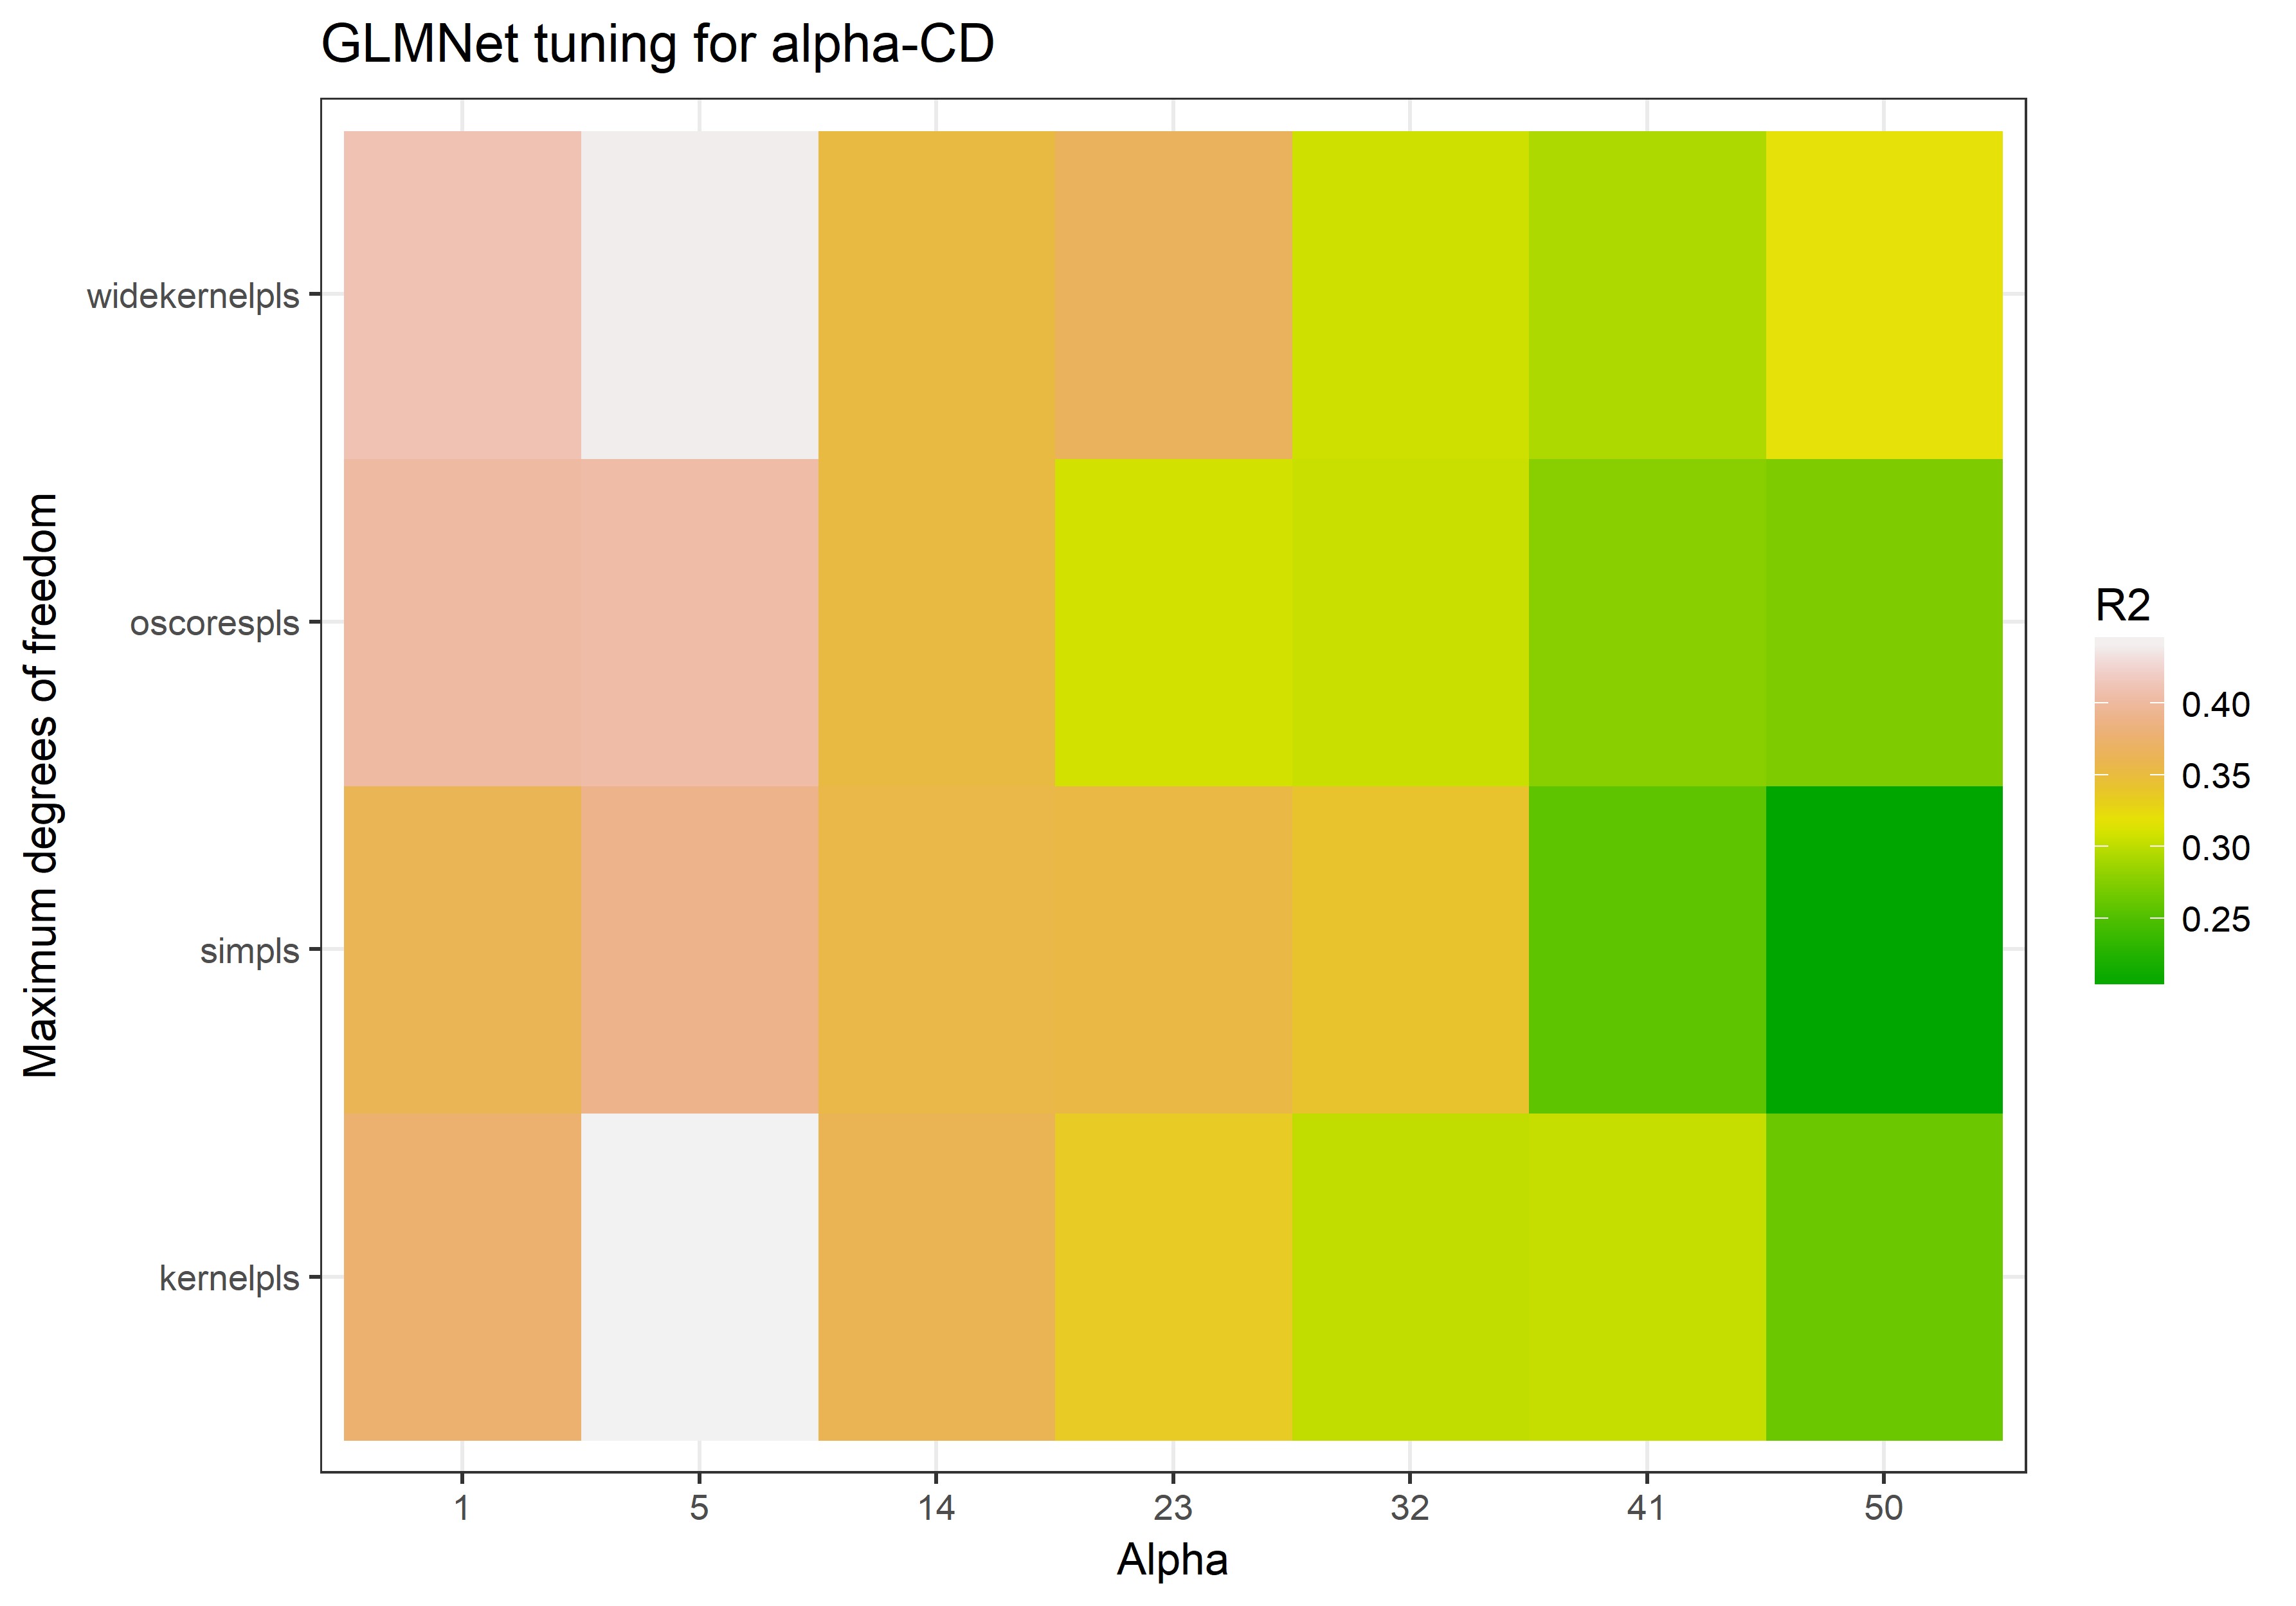 GLMNet tuning for alpha-CD
Maximum degrees of freedom
widekernelpls
oscorespls
simpls
kernelpls
1 5 14 23 32 41 50
Alpha
R2
0.40
0.35
0.30
0.25